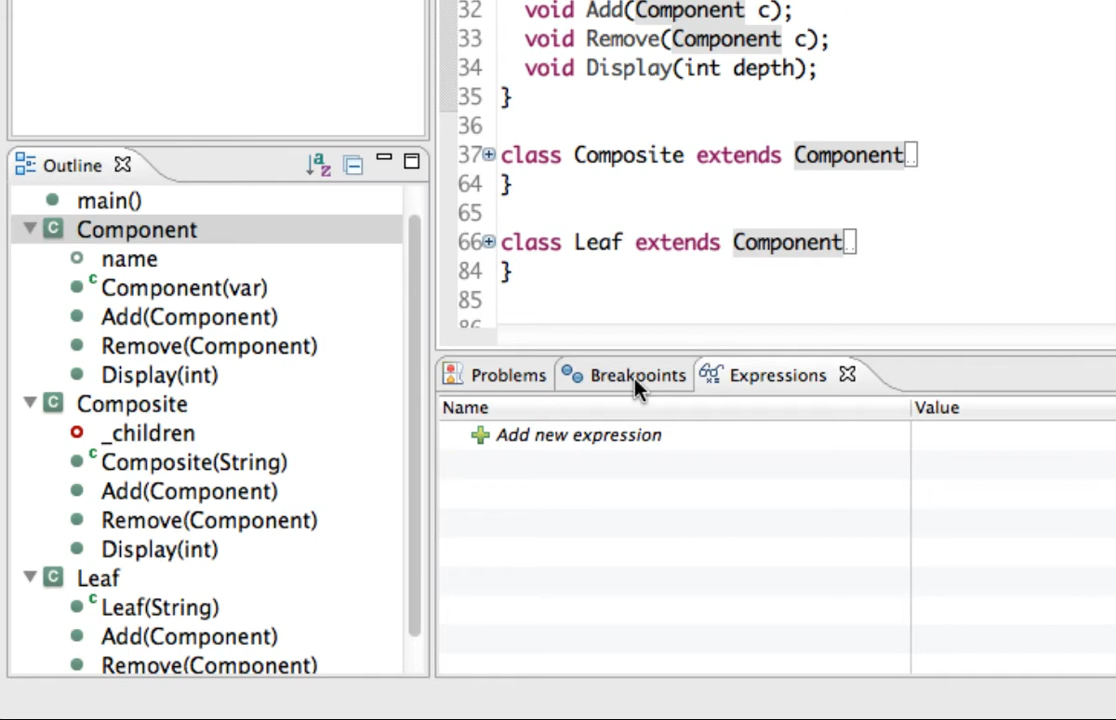 32 void Add(Component c);
33 void Remove(Component c);
34 void Display(int depth);
35 }
36
37 class Composite extends Component
64 }
65
66 class Leaf extends Component
84 }
85
86
Outline
main()
Component
name
Component(var)
Add(Component)
Remove(Component)
Display(int)
Composite
_children
Composite(String)
Add(Component)
Remove(Component)
Display(int)
Leaf
Leaf(String)
Add(Component)
Remove(Component)
Problems Breakpoints Expressions
Name Value
Add new expression